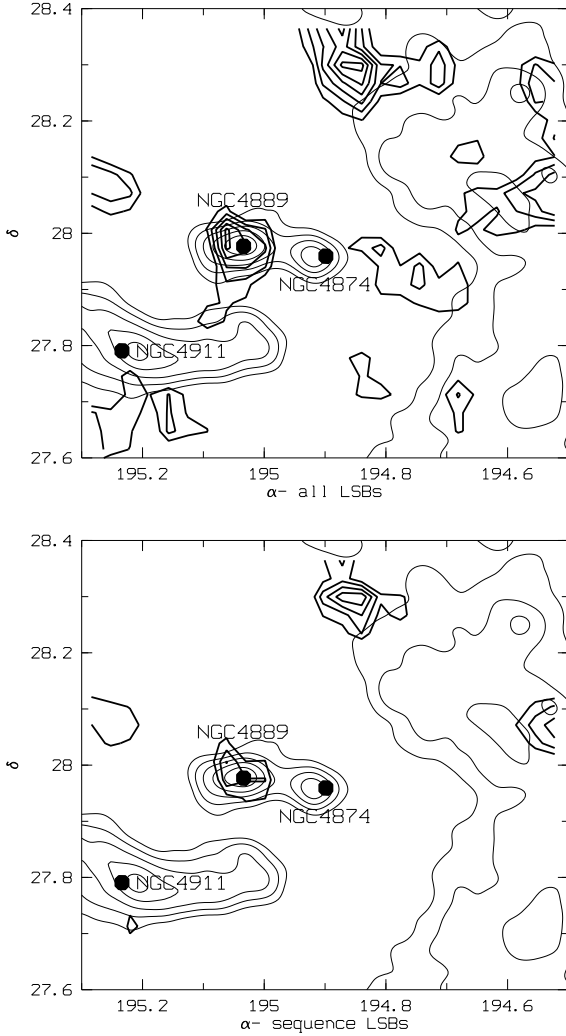 28.4
28.2
NGC4889
28
δ
NGC4874
27.8
NGC4911
27.6
195.2 195 194.8 194.6
α- all LSBs
28.4
28.2
NGC4889
28
δ
NGC4874
27.8
NGC4911
27.6
195.2 195 194.8 194.6
α- sequence LSBs